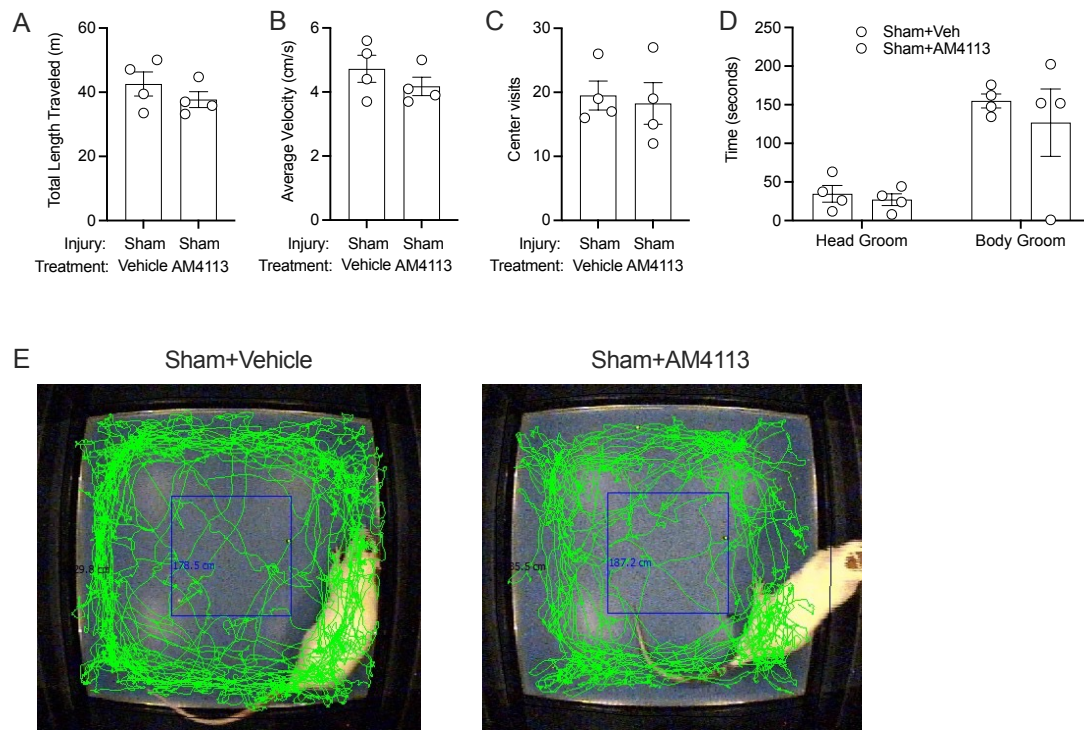 A
Total Length Traveled (m)
60
40
20
0
Injury: Sham Sham
Treatment: Vehicle AM4113
B
Average Velocity (cm/s)
6
4
2
0
Injury: Sham Sham
Treatment: Vehicle AM4113
C
Center visits
30
20
10
0
Injury: Sham Sham
Treatment: Vehicle AM4113
D
Time (seconds)
250
200
150
100
50
0
Sham+Veh
Sham+AM4113
Head Groom Body Groom
E
Sham+Vehicle Sham+AM4113
178.5 cm
187.2 cm